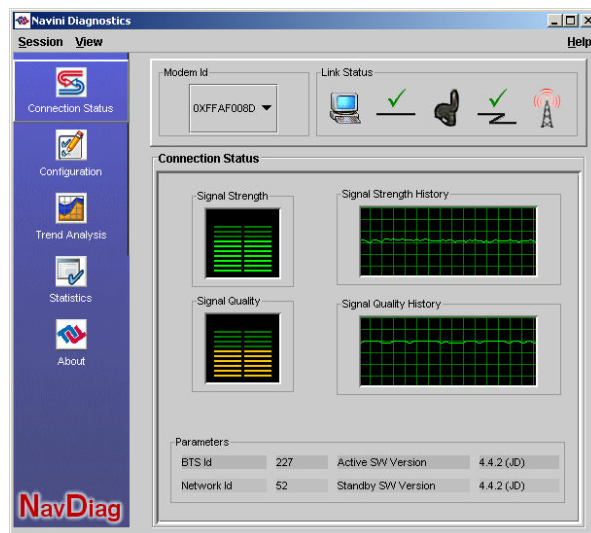 Navini Diagnostics
Session View Help
Connection Status
Configuration
Trend Analysis
Statistics
About
NavDiag
Modem Id
0XFFAF008D
Link Status
Connection Status
Signal Strength
Signal Strength History
Signal Quality
Signal Quality History
Parameters
BTS Id 227 Active SW Version 4.4.2 (JD)
Network Id 52 Standby SW Version 4.4.2 (JD)